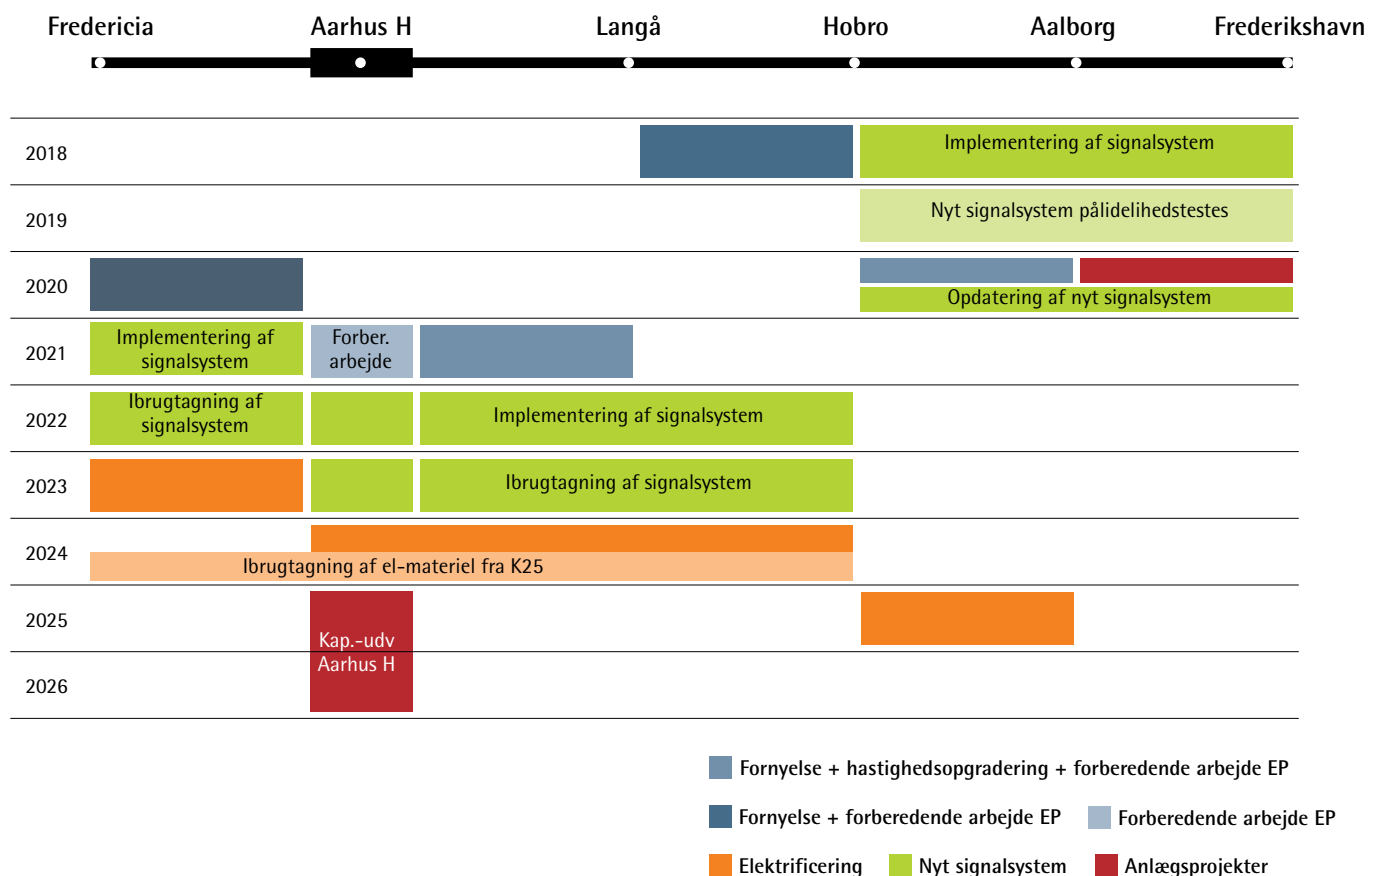 Fredericia Aarhus H Langå Hobro Aalborg Frederikshavn
2018
Implementering af signalsystem
2019
Nyt signalsystem pålidelihedstestes
2020
Opdatering af nyt signalsystem
2021
Implementering af
signalsystem
Forber.
arbejde
2022
Ibrugtagning af
signalsystem
Implementering af signalsystem
2023
Ibrugtagning af signalsystem
2024
Ibrugtagning af el-materiel fra K25
2025
Kap.-udv
Aarhus H
2026
Fornyelse + hastighedsopgradering + forberedende arbejde EP
Fornyelse + forberedende arbejde EP Forberedende arbejde EP
Elektrificering Nyt signalsystem Anlægsprojekter